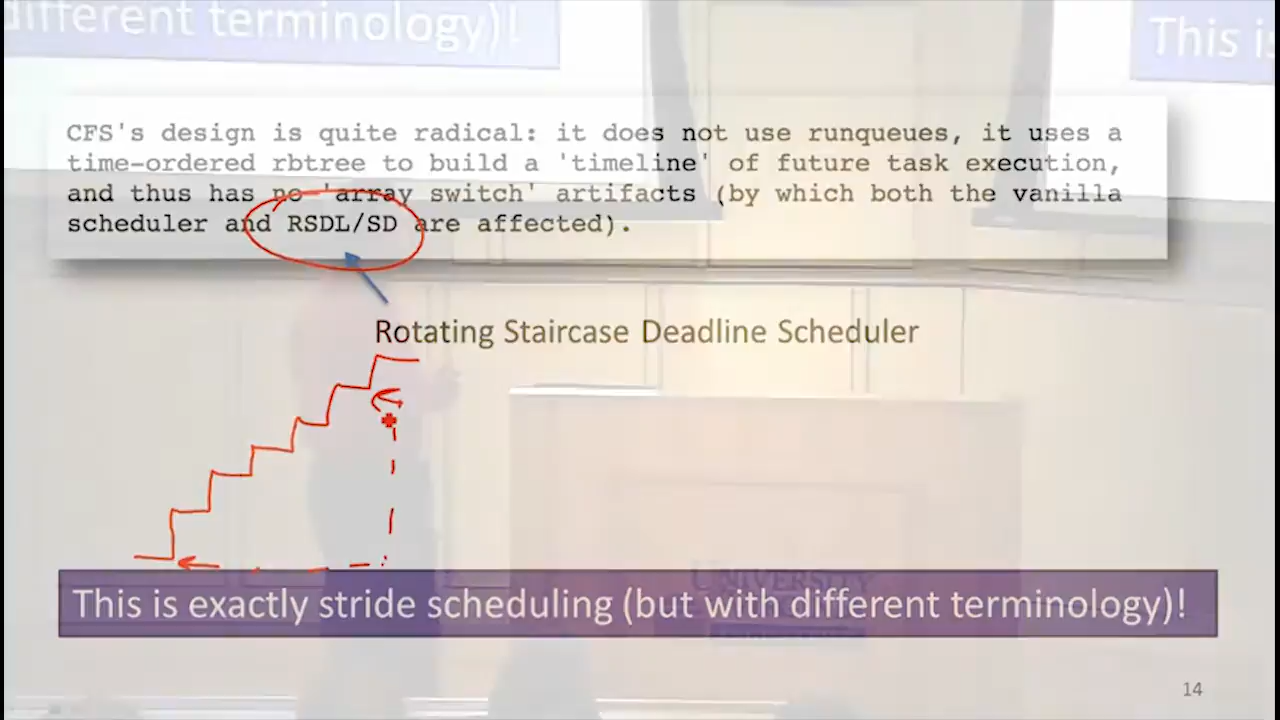 different terminology)!
This is
CFS's design is quite radical: it does not use runqueues, it uses a
time-ordered rbtree to build a 'timeline' of future task execution,
and thus has no 'array switch' artifacts (by which both the vanilla
scheduler and RSDL/SD are affected).
Rotating Staircase Deadline Scheduler
This is exactly stride scheduling (but with different terminology)!
UNIVERSITY
14